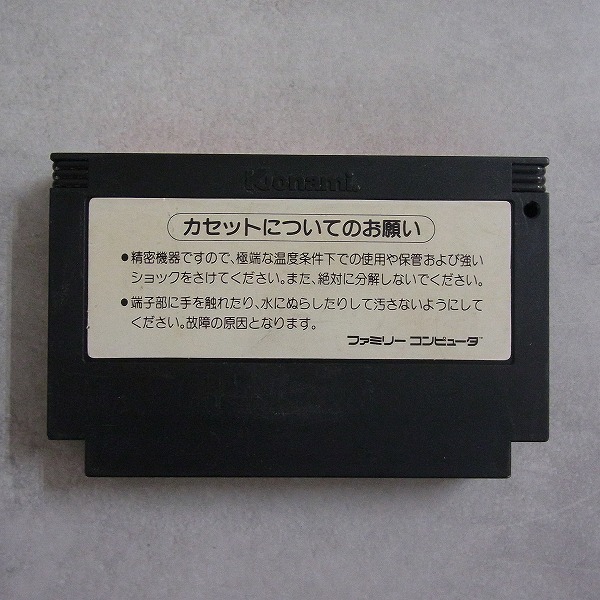 Konami
カセットについてのお願い
●精密機器ですので、極端な温度条件下での使用や保管および強い
ショックをさけてください。また、絶対に分解しないでください。
●端子部に手を触れたり、水にぬらしたりして汚さないようにして
ください。故障の原因となります。
ファミリーコンピュータ™